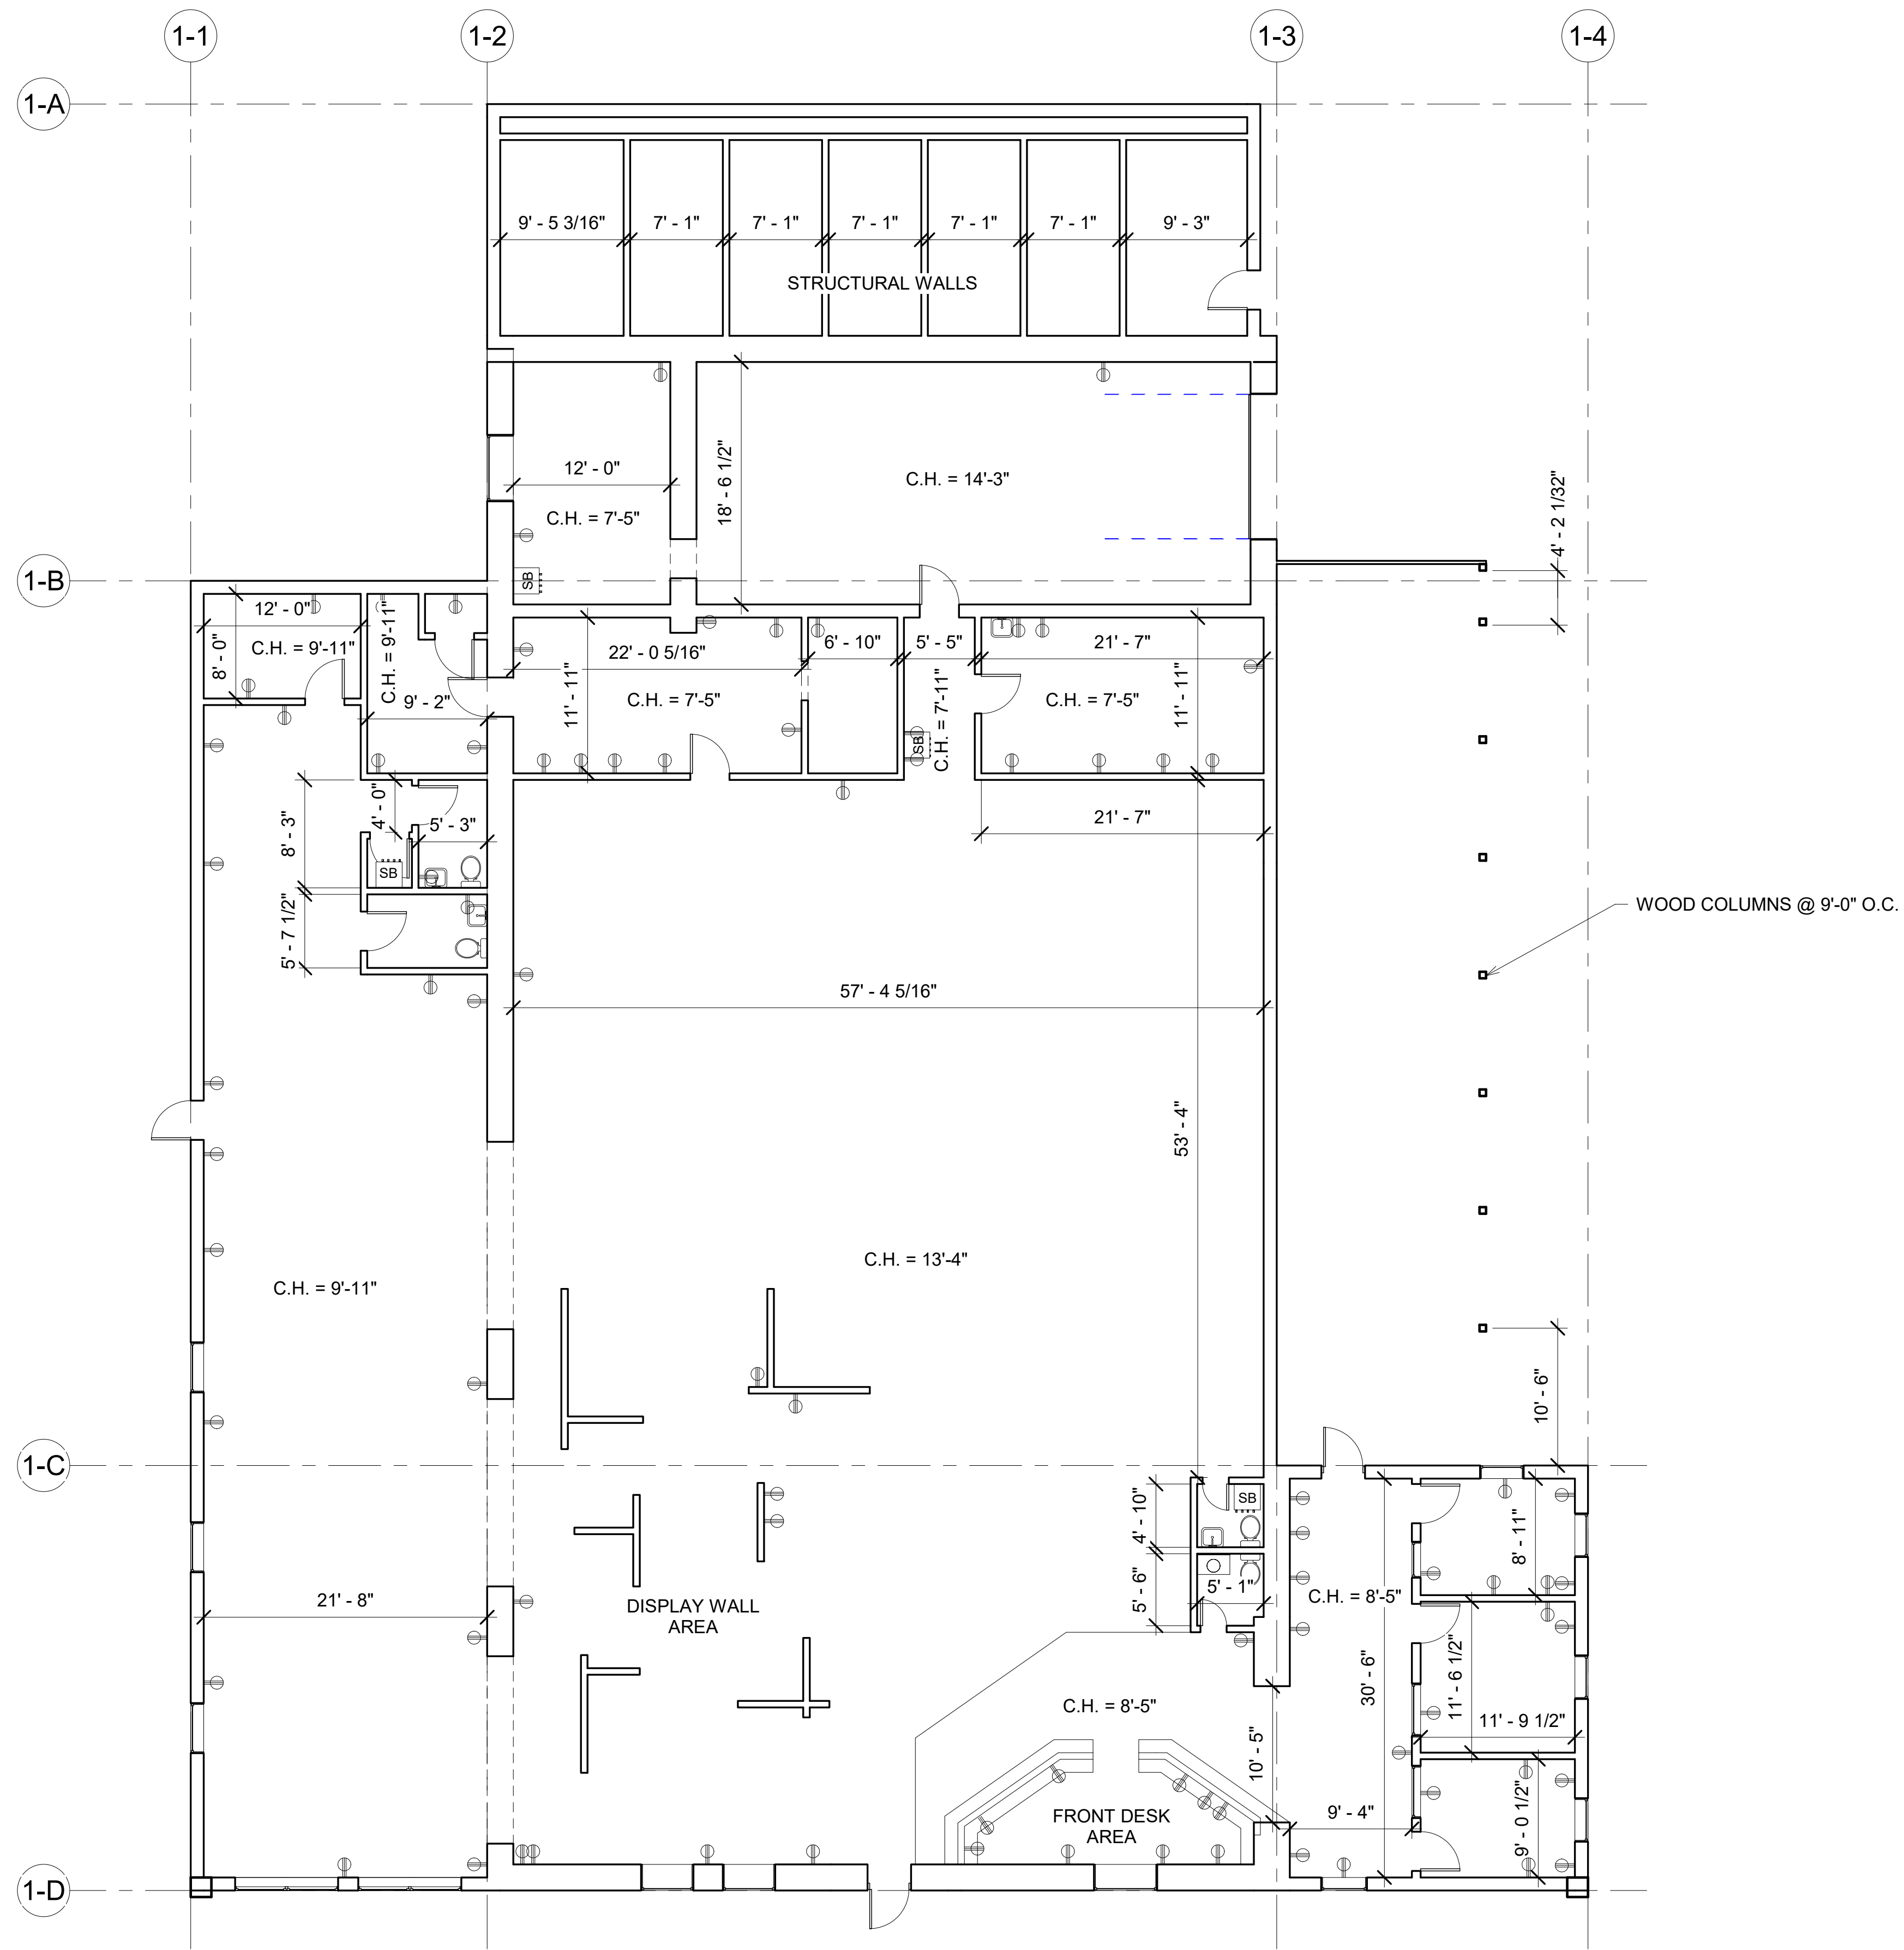 1-1
1-2
1-3
1-4
1-A
9' - 5 3/16"
7' - 1"
7' - 1"
7' - 1"
7' - 1"
7' - 1"
9' - 3"
STRUCTURAL WALLS
12' - 0"
18' - 6 1/2"
C.H. = 14'-3"
C.H. = 7'-5"
4' - 2 1/32"
SB
1-B
12' - 0"
8' - 0"
C.H. = 9'-11"
C.H. = 9'-11"
9' - 2"
22' - 0 5/16"
11' - 11"
C.H. = 7'-5"
6' - 10"
5' - 5"
C.H. = 7'-11"
SB
21' - 7"
C.H. = 7'-5"
11' - 11"
8' - 3"
4' - 0"
5' - 3"
SB
21' - 7"
5' - 7 1/2"
WOOD COLUMNS @ 9'-0" O.C.
57' - 4 5/16"
53' - 4"
C.H. = 13'-4"
C.H. = 9'-11"
10' - 6"
1-C
4' - 10"
SB
8' - 11"
5' - 6"
5' - 1"
C.H. = 8'-5"
21' - 8"
DISPLAY WALL
AREA
30' - 6"
11' - 6 1/2"
C.H. = 8'-5"
11' - 9 1/2"
10' - 5"
9' - 4"
FRONT DESK
AREA
9' - 0 1/2"
1-D